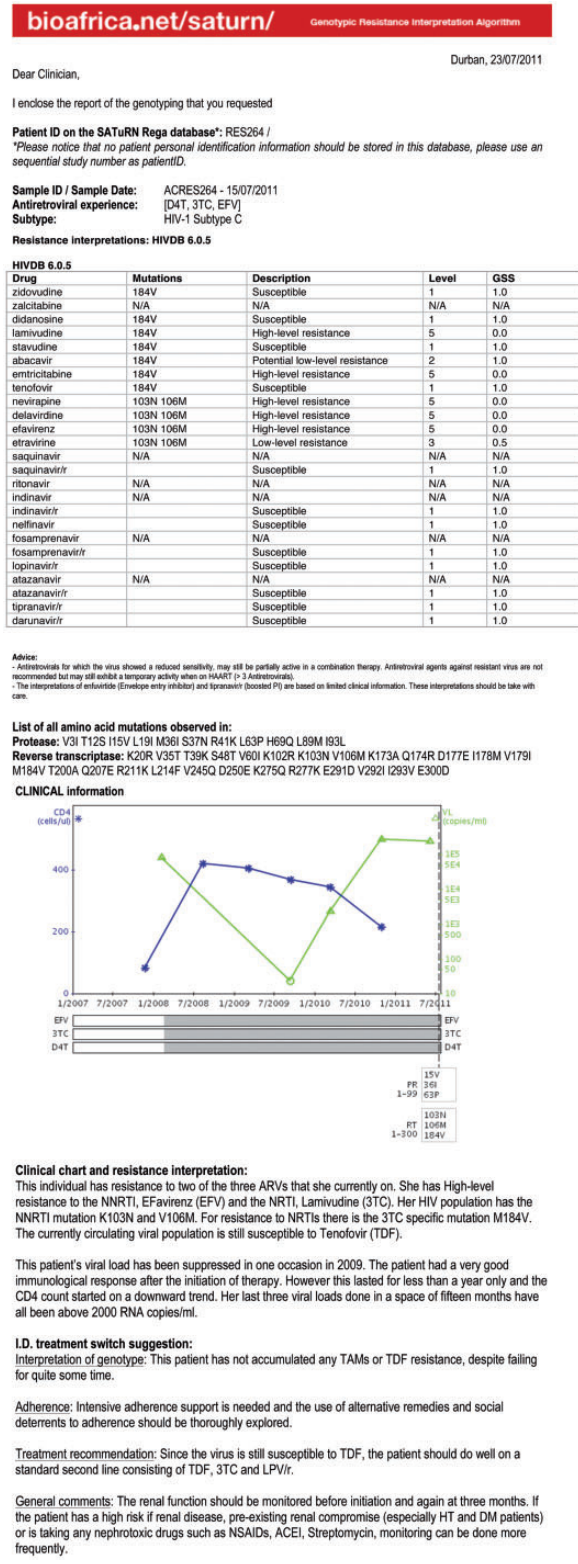 bioafrica.net/saturn/ Genotypic Resistance Interpretation Algorithm
Durban, 23/07/2011
Dear Clinician,
I enclose the report of the genotyping that you requested
Patient ID on the SATuRN Rega database*: RES264 /
*Please notice that no patient personal identification information should be stored in this database, please use an
sequential study number as patientID.
Sample ID / Sample Date: ACRES264 - 15/07/2011
Antiretroviral experience: [D4T, 3TC, EFV]
Subtype: HIV-1 Subtype C
Resistance interpretations: HIVDB 6.0.5
HIVDB 6.0.5
Drug Mutations Description Level GSS
zidovudine 184V Susceptible 1 1.0
zalcitabine N/A N/A N/A N/A
didanosine 184V Susceptible 1 1.0
lamivudine 184V High-level resistance 5 0.0
stavudine 184V Susceptible 1 1.0
abacavir 184V Potential low-level resistance 2 1.0
emtricitabine 184V High-level resistance 5 0.0
tenofovir 184V Susceptible 1 1.0
nevirapine 103N 106M High-level resistance 5 0.0
delavirdine 103N 106M High-level resistance 5 0.0
efavirenz 103N 106M High-level resistance 5 0.0
etravirine 103N 106M Low-level resistance 3 0.5
saquinavir N/A N/A N/A N/A
saquinavir/r Susceptible 1 1.0
ritonavir N/A N/A N/A N/A
indinavir N/A N/A N/A N/A
indinavir/r Susceptible 1 1.0
nelfinavir Susceptible 1 1.0
fosamprenavir N/A N/A N/A N/A
fosamprenavir/r Susceptible 1 1.0
lopinavir/r Susceptible 1 1.0
atazanavir N/A N/A N/A N/A
atazanavir/r Susceptible 1 1.0
tipranavir/r Susceptible 1 1.0
darunavir/r Susceptible 1 1.0
Advice:
- Antiretrovirals for which the virus showed a reduced sensitivity, may still be partially active in a combination therapy. Antiretroviral agents against resistant virus are not
recommended but may still exhibit a temporary activity when on HAART (> 3 Antiretrovirals).
- The interpretations of enfuvirtide (Envelope entry inhibitor) and tipranavir/r (boosted PI) are based on limited clinical information. These interpretations should be take with
care.
List of all amino acid mutations observed in:
Protease: V3I T12S I15V L19I M36I S37N R41K L63P H69Q L89M I93L
Reverse transcriptase: K20R V35T T39K S48T V60I K102R K103N V106M K173A Q174R D177E I178M V179I
M184V T200A Q207E R211K L214F V245Q D250E K275Q R277K E291D V292I I293V E300D
CLINICAL information
CD4 VL
(cells/ul) (copies/ml)
1E5
400 5E4
1E4
5E3
1E3
200 500
100
50
0 10
1/2007 7/2007 1/2008 7/2008 1/2009 7/2009 1/2010 7/2010 1/2011 7/2011
EFV EFV
3TC 3TC
D4T D4T
15V
PR 36I
1-99 63P
103N
RT 106M
1-300 184V
Clinical chart and resistance interpretation:
This individual has resistance to two of the three ARVs that she currently on. She has High-level
resistance to the NNRTI, EFavirenz (EFV) and the NRTI, Lamivudine (3TC). Her HIV population has the
NNRTI mutation K103N and V106M. For resistance to NRTIs there is the 3TC specific mutation M184V.
The currently circulating viral population is still susceptible to Tenofovir (TDF).
This patient's viral load has been suppressed in one occasion in 2009. The patient had a very good
immunological response after the initiation of therapy. However this lasted for less than a year only and the
CD4 count started on a downward trend. Her last three viral loads done in a space of fifteen months have
all been above 2000 RNA copies/ml.
I.D. treatment switch suggestion:
Interpretation of genotype: This patient has not accumulated any TAMs or TDF resistance, despite failing
for quite some time.
Adherence: Intensive adherence support is needed and the use of alternative remedies and social
deterrents to adherence should be thoroughly explored.
Treatment recommendation: Since the virus is still susceptible to TDF, the patient should do well on a
standard second line consisting of TDF, 3TC and LPV/r.
General comments: The renal function should be monitored before initiation and again at three months. If
the patient has a high risk if renal disease, pre-existing renal compromise (especially HT and DM patients)
or is taking any nephrotoxic drugs such as NSAIDs, ACEI, Streptomycin, monitoring can be done more
frequently.